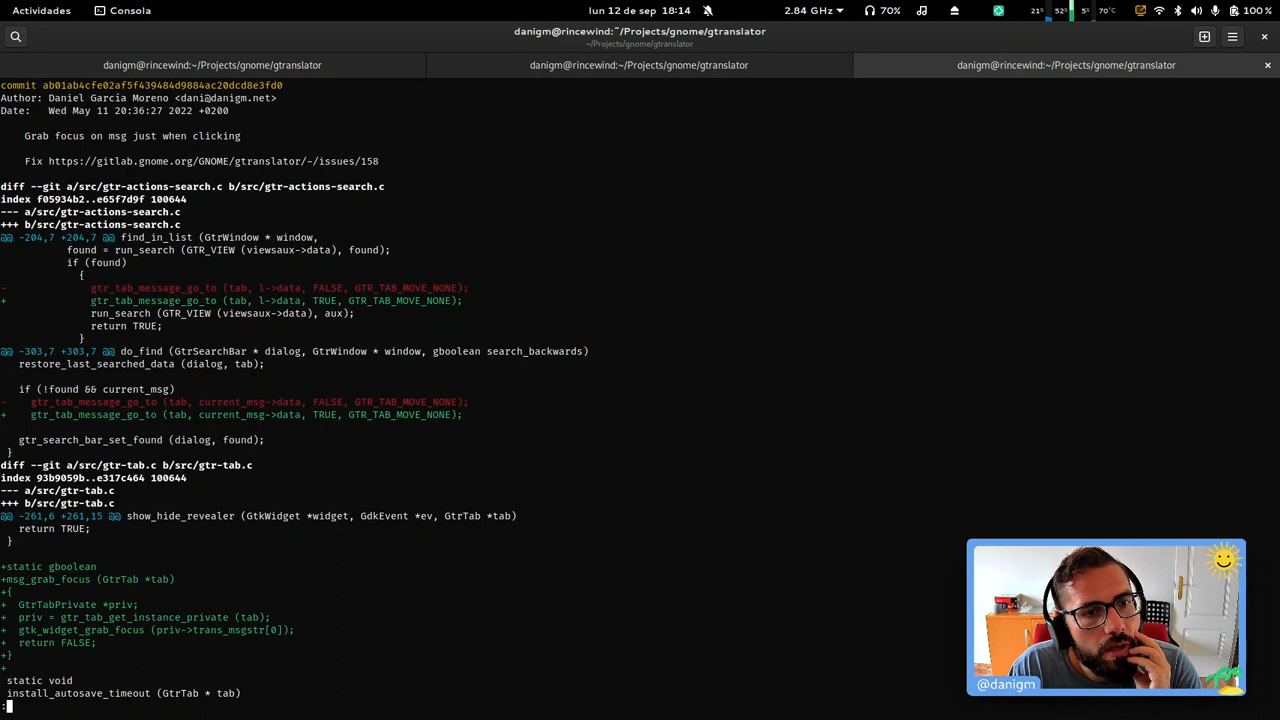 Actividades
Consola
lun 12 de sep 18:14
2.84 GHz
70%
21%
52%
5%
70°C
100 %
danigm@rincewind:~/Projects/gnome/gtranslator
~/Projects/gnome/gtranslator
danigm@rincewind:~/Projects/gnome/gtranslator
danigm@rincewind:~/Projects/gnome/gtranslator
danigm@rincewind:~/Projects/gnome/gtranslator
commit ab01ab4cfe02af5f439484d9884ac20dcd8e3fd0
Author: Daniel García Moreno <dani@danigm.net>
Date:   Wed May 11 20:36:27 2022 +0200
    Grab focus on msg just when clicking
    Fix https://gitlab.gnome.org/GNOME/gtranslator/-/issues/158
diff --git a/src/gtr-actions-search.c b/src/gtr-actions-search.c
index f05934b2..e65f7d9f 100644
--- a/src/gtr-actions-search.c
+++ b/src/gtr-actions-search.c
@@ -204,7 +204,7 @@ find_in_list (GtrWindow * window,
           found = run_search (GTR_VIEW (viewsaux->data), found);
           if (found)
             {
-              gtr_tab_message_go_to (tab, l->data, FALSE, GTR_TAB_MOVE_NONE);
+              gtr_tab_message_go_to (tab, l->data, TRUE, GTR_TAB_MOVE_NONE);
               run_search (GTR_VIEW (viewsaux->data), aux);
               return TRUE;
             }
@@ -303,7 +303,7 @@ do_find (GtrSearchBar * dialog, GtrWindow * window, gboolean search_backwards)
   restore_last_searched_data (dialog, tab);
   if (!found && current_msg)
-    gtr_tab_message_go_to (tab, current_msg->data, FALSE, GTR_TAB_MOVE_NONE);
+    gtr_tab_message_go_to (tab, current_msg->data, TRUE, GTR_TAB_MOVE_NONE);
   gtr_search_bar_set_found (dialog, found);
 }
diff --git a/src/gtr-tab.c b/src/gtr-tab.c
index 93b9059b..e317c464 100644
--- a/src/gtr-tab.c
+++ b/src/gtr-tab.c
@@ -261,6 +261,15 @@ show_hide_revealer (GtkWidget *widget, GdkEvent *ev, GtrTab *tab)
   return TRUE;
 }
+static gboolean
+msg_grab_focus (GtrTab *tab)
+{
+  GtrTabPrivate *priv;
+  priv = gtr_tab_get_instance_private (tab);
+  gtk_widget_grab_focus (priv->trans_msgstr[0]);
+  return FALSE;
+}
+
 static void
 install_autosave_timeout (GtrTab * tab)
:
@danigm